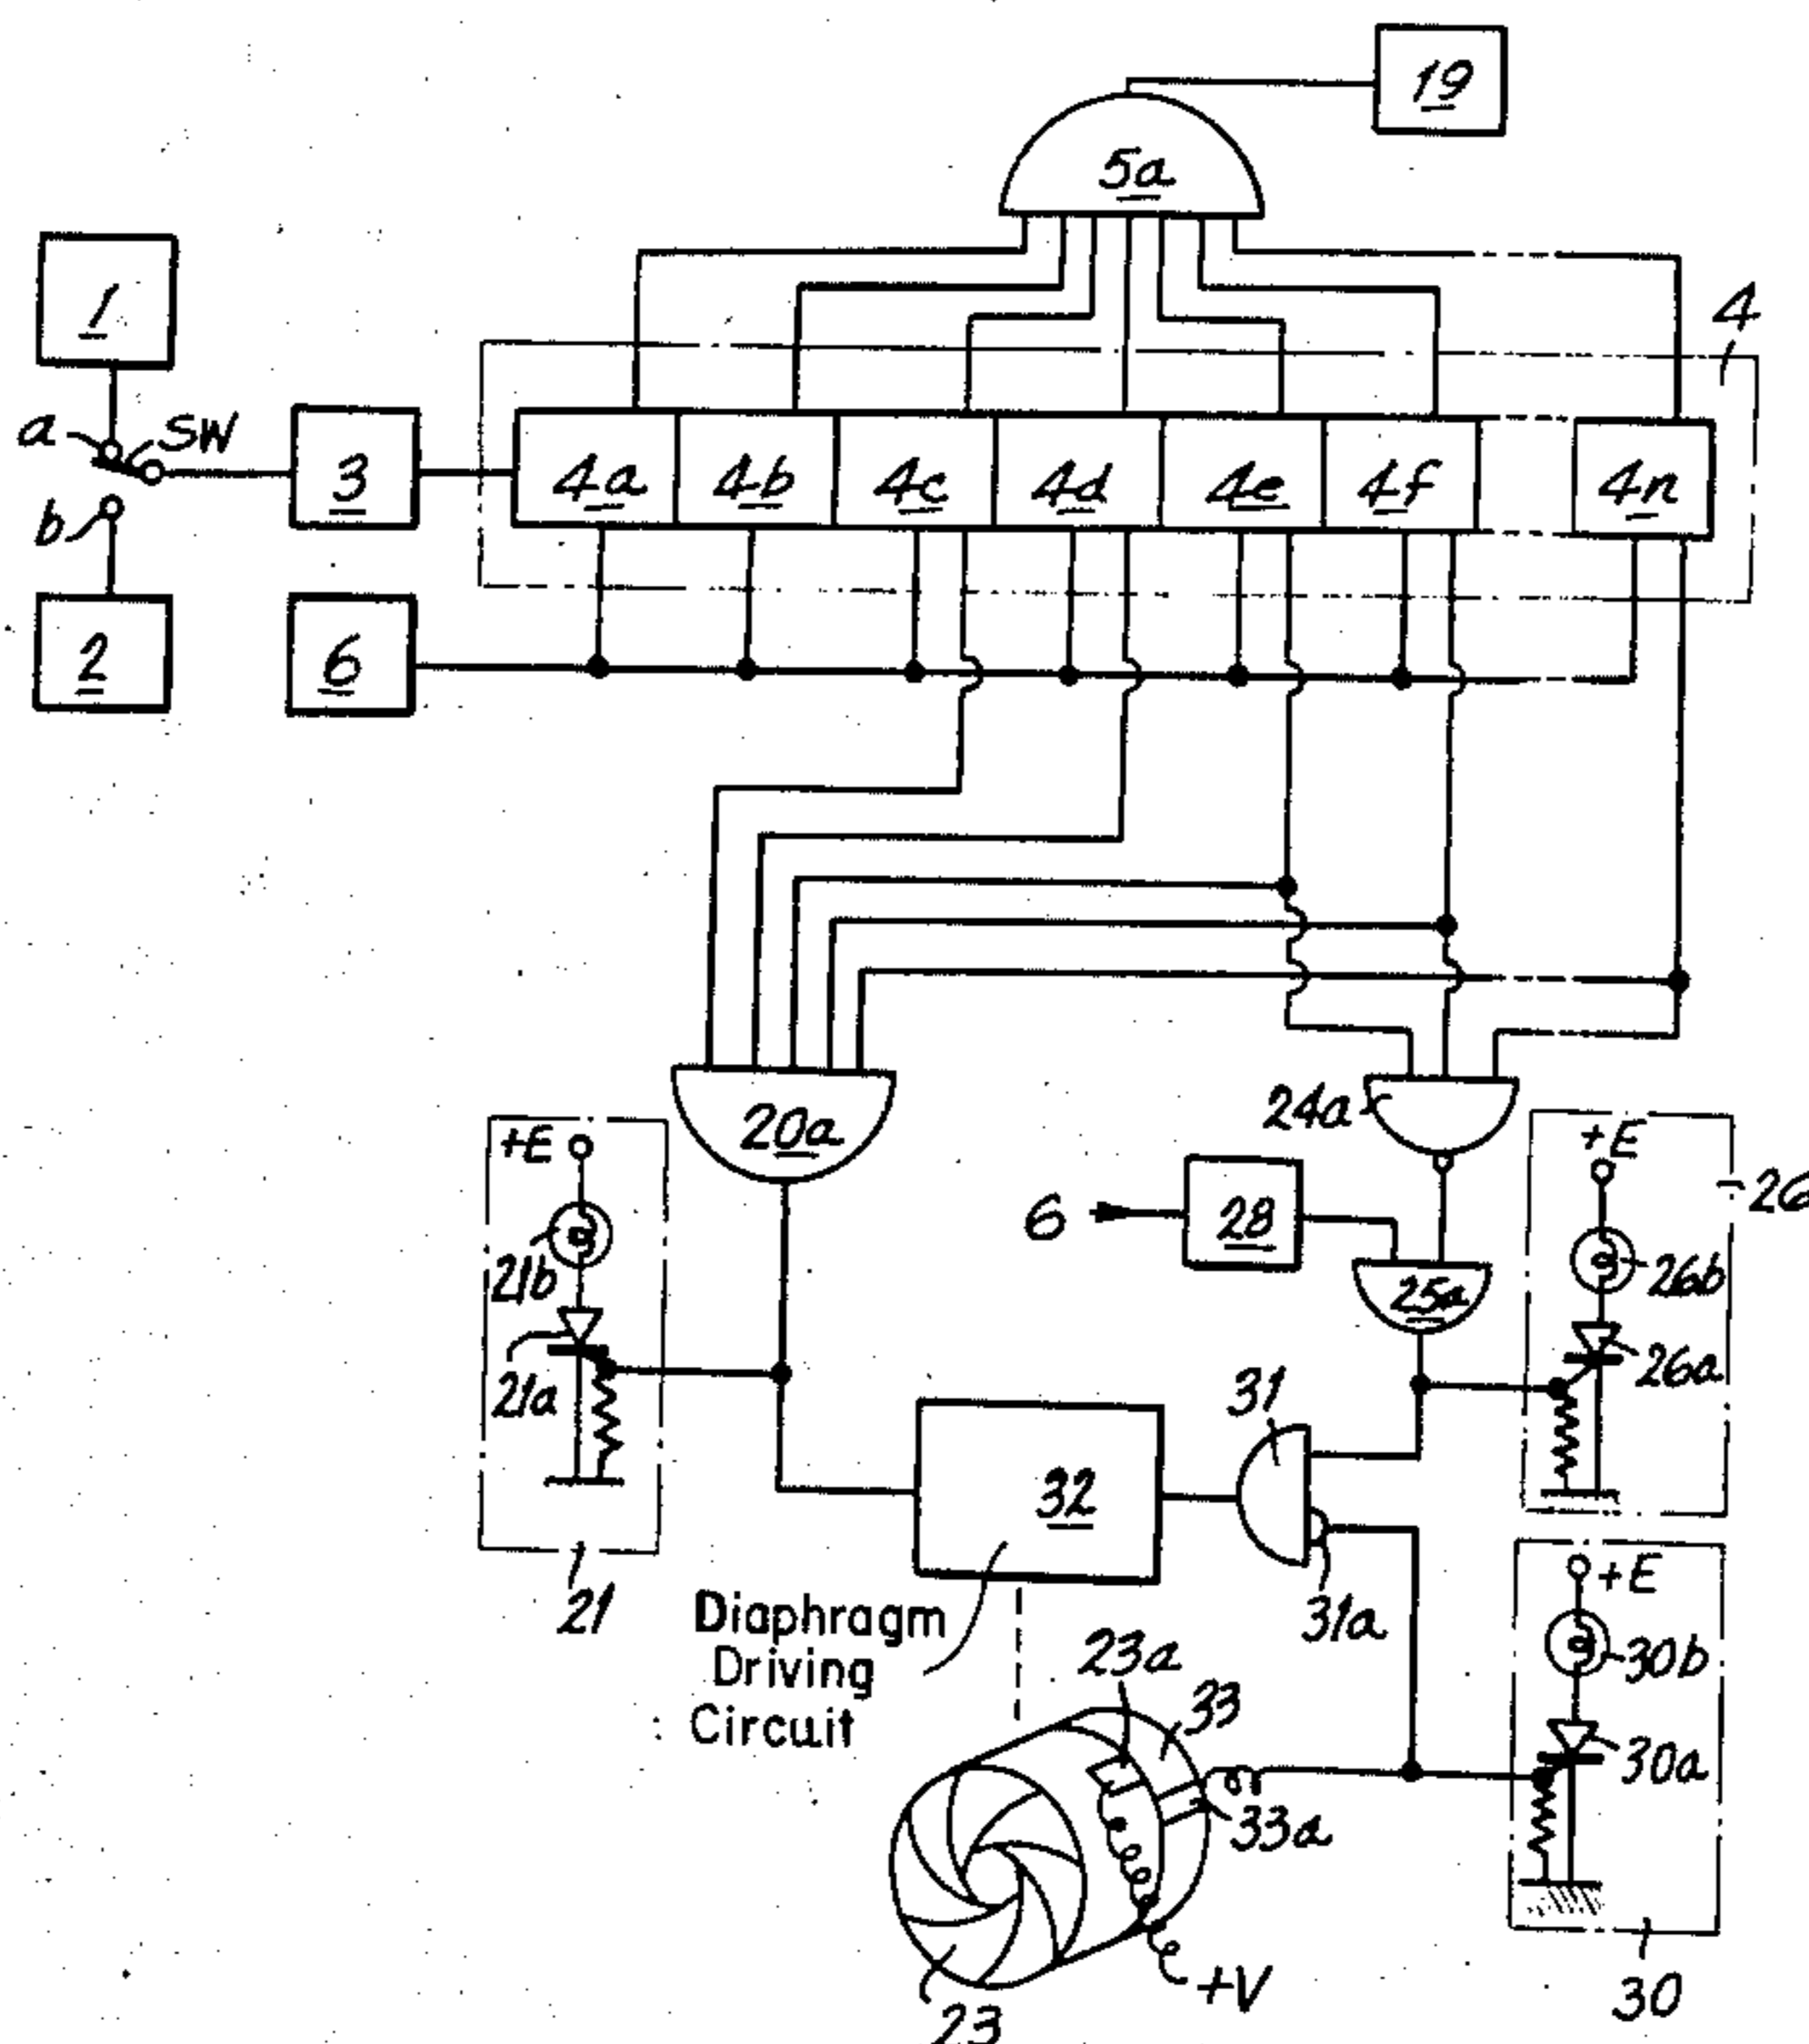 19
5a
1
4
a
SW
3
4a
4b
4c
4d
4e
4f
4n
b
2
6
20a
24a
+E
+E
26
6
28
21b
25a
26b
21a
31
26a
32
21
31a
+E
Diaphragm
Driving
Circuit
23a
33
30b
30a
33a
23
+V
30